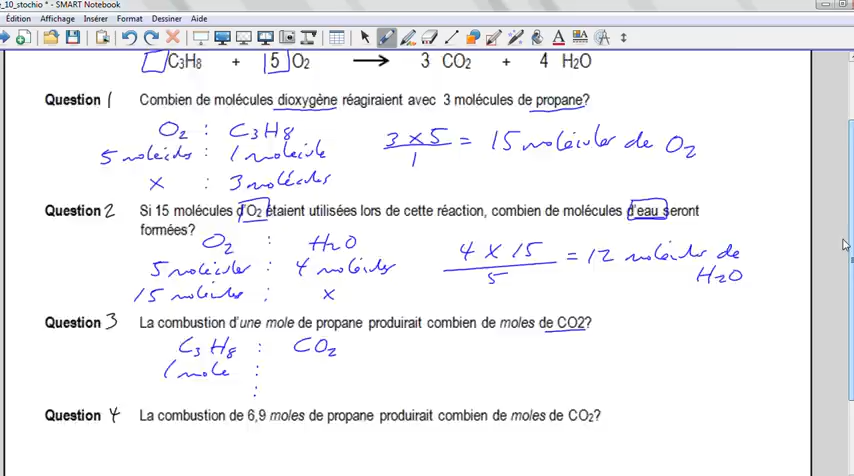 e_10_stochio * - SMART Notebook
Édition Affichage Insérer Format Dessiner Aide
C3H8 + 5 O2 → 3 CO2 + 4 H2O
Question 1 Combien de molécules dioxygène réagiraient avec 3 molécules de propane?
O2 : C3H8
5 molécules : 1 molécule
x : 3 molécules
3 x 5 / 1 = 15 molécules de O2
Question 2 Si 15 molécules d'O2 étaient utilisées lors de cette réaction, combien de molécules d'eau seront
formées?
O2 : H2O
5 molécules : 4 molécules
15 molécules : x
4 x 15 / 5 = 12 molécules de
H2O
Question 3 La combustion d'une mole de propane produirait combien de moles de CO2?
C3H8 : CO2
1 mole :
:
Question 4 La combustion de 6,9 moles de propane produirait combien de moles de CO2?